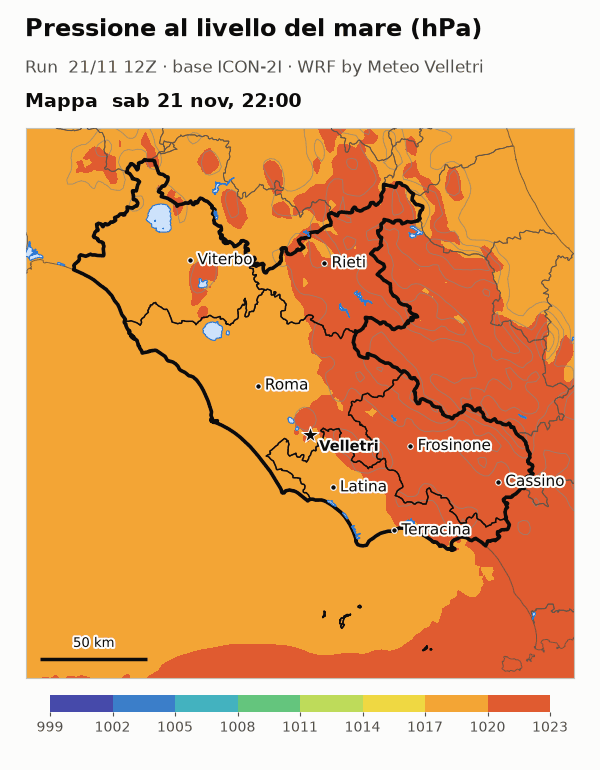 Pressione al livello del mare (hPa)
Run  21/11 12Z · base ICON-2I · WRF by Meteo Velletri
Mappa  sab 21 nov, 22:00
Viterbo
Rieti
Roma
Velletri
Frosinone
Latina
Cassino
Terracina
50 km
999 1002 1005 1008 1011 1014 1017 1020 1023